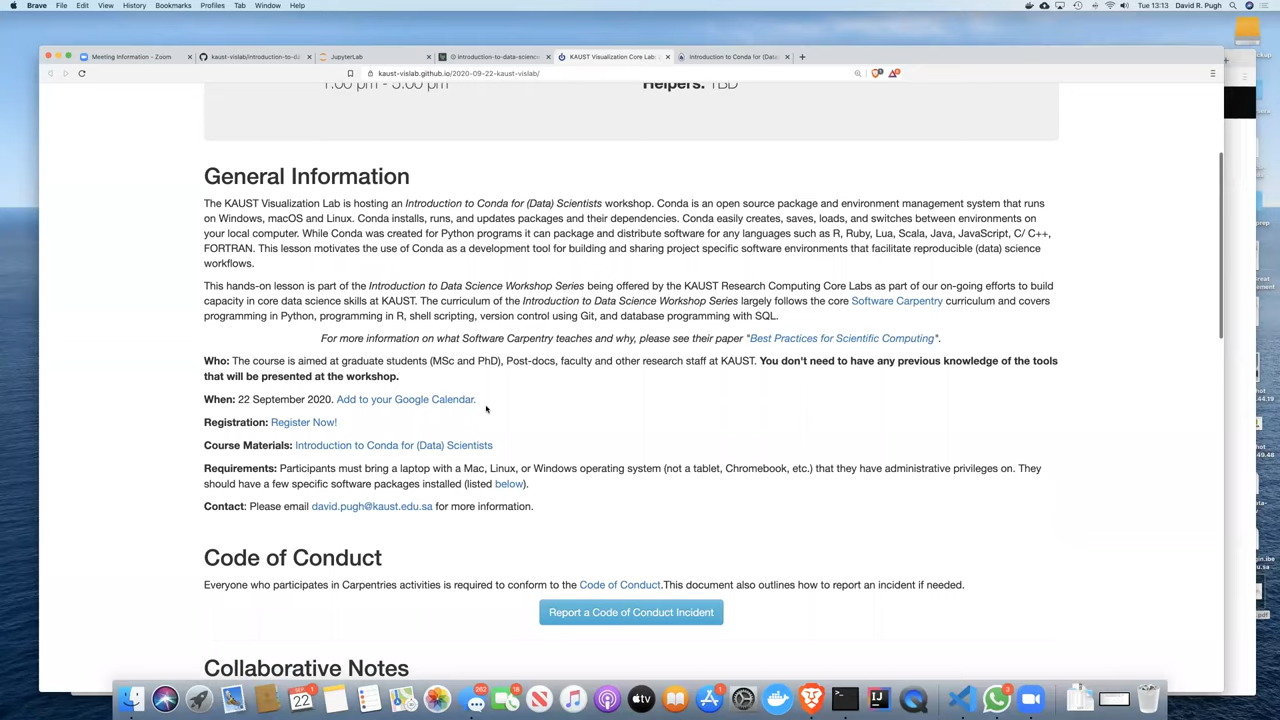 Brave File Edit View History Bookmarks Profiles Tab Window Help Tue 13:13 David R. Pugh
Meeting Information - Zoom
kaust-vislab/introduction-to-da
JupyterLab
introduction-to-data-science
KAUST Visualization Core Lab:
Introduction to Conda for (Data)
kaust-vislab.github.io/2020-09-22-kaust-vislab/
1:00 pm - 5:00 pm
Helpers: TBD
General Information
The KAUST Visualization Lab is hosting an Introduction to Conda for (Data) Scientists workshop. Conda is an open source package and environment management system that runs
on Windows, macOS and Linux. Conda installs, runs, and updates packages and their dependencies. Conda easily creates, saves, loads, and switches between environments on
your local computer. While Conda was created for Python programs it can package and distribute software for any languages such as R, Ruby, Lua, Scala, Java, JavaScript, C/ C++,
FORTRAN. This lesson motivates the use of Conda as a development tool for building and sharing project specific software environments that facilitate reproducible (data) science
workflows.
This hands-on lesson is part of the Introduction to Data Science Workshop Series being offered by the KAUST Research Computing Core Labs as part of our on-going efforts to build
capacity in core data science skills at KAUST. The curriculum of the Introduction to Data Science Workshop Series largely follows the core Software Carpentry curriculum and covers
programming in Python, programming in R, shell scripting, version control using Git, and database programming with SQL.
For more information on what Software Carpentry teaches and why, please see their paper "Best Practices for Scientific Computing".
Who: The course is aimed at graduate students (MSc and PhD), Post-docs, faculty and other research staff at KAUST. You don't need to have any previous knowledge of the tools
that will be presented at the workshop.
When: 22 September 2020. Add to your Google Calendar.
Registration: Register Now!
Course Materials: Introduction to Conda for (Data) Scientists
Requirements: Participants must bring a laptop with a Mac, Linux, or Windows operating system (not a tablet, Chromebook, etc.) that they have administrative privileges on. They
should have a few specific software packages installed (listed below).
Contact: Please email david.pugh@kaust.edu.sa for more information.
Code of Conduct
Everyone who participates in Carpentries activities is required to conform to the Code of Conduct.This document also outlines how to report an incident if needed.
Report a Code of Conduct Incident
Collaborative Notes